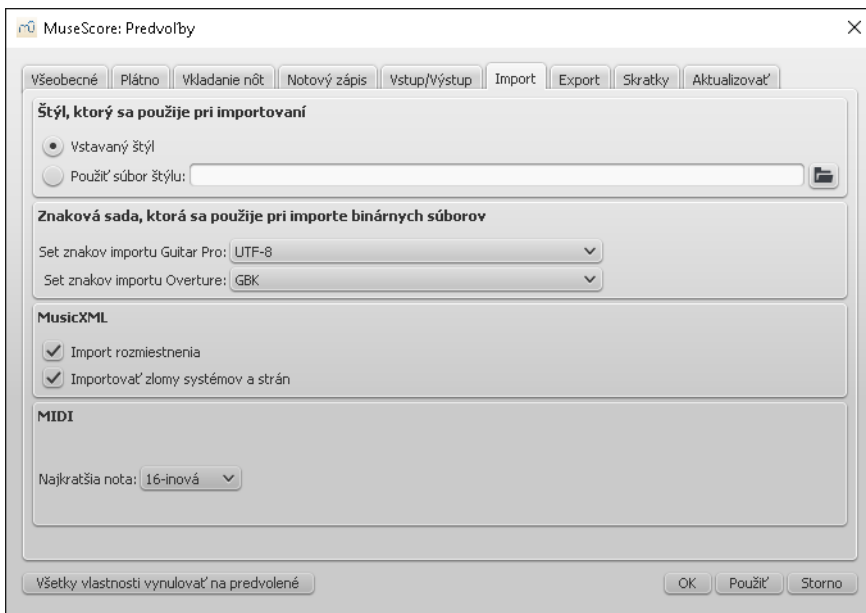 MuseScore: Predvoľby
Všeobecné Plátno Vkladanie nôt Notový zápis Vstup/Výstup Import Export Skratky Aktualizovať
Štýl, ktorý sa použije pri importovaní
Vstavaný štýl
Použiť súbor štýlu:
Znaková sada, ktorá sa použije pri importe binárnych súborov
Set znakov importu Guitar Pro: UTF-8
Set znakov importu Overture: GBK
MusicXML
Import rozmiestnenia
Importovať zlomy systémov a strán
MIDI
Najkratšia nota: 16-inová
Všetky vlastnosti vynulovať na predvolené OK Použiť Storno